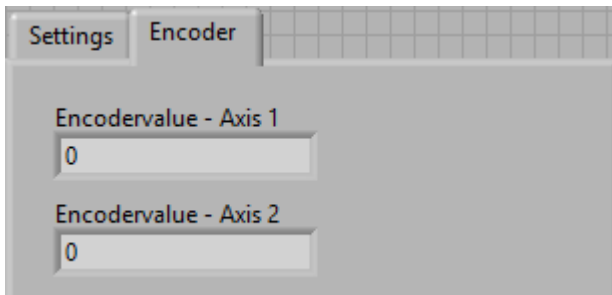 Settings Encoder
Encodervalue - Axis 1
0
Encodervalue - Axis 2
0